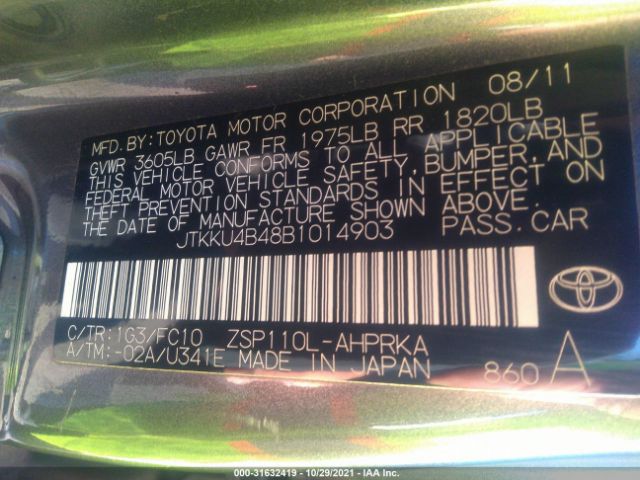 MFD. BY: TOYOTA MOTOR CORPORATION 08/11
GVWR 3605LB GAWR FR 1975LB RR 1820LB
THIS VEHICLE CONFORMS TO ALL APPLICABLE
FEDERAL MOTOR VEHICLE SAFETY, BUMPER, AND
THEFT PREVENTION STANDARDS IN EFFECT ON
THE DATE OF MANUFACTURE SHOWN ABOVE.
JTKKU4B48B1014903 PASS. CAR
C/TR: 1G3/FC10 ZSP110L-AHPRKA
A/TM: -02A/U341E MADE IN JAPAN 860 A
000-31632419 - 10/29/2021 - IAA Inc.